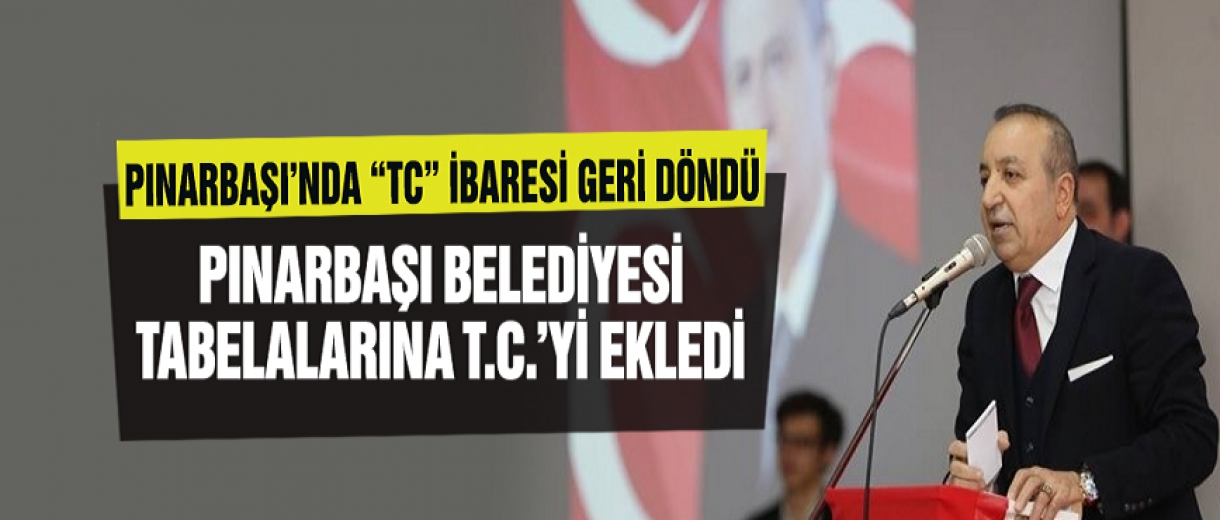 PINARBAŞI’NDA “TC” İBARESİ GERİ DÖNDÜ
PINARBAŞI BELEDİYESİ
TABELALARINA T.C.’Yİ EKLEDİ